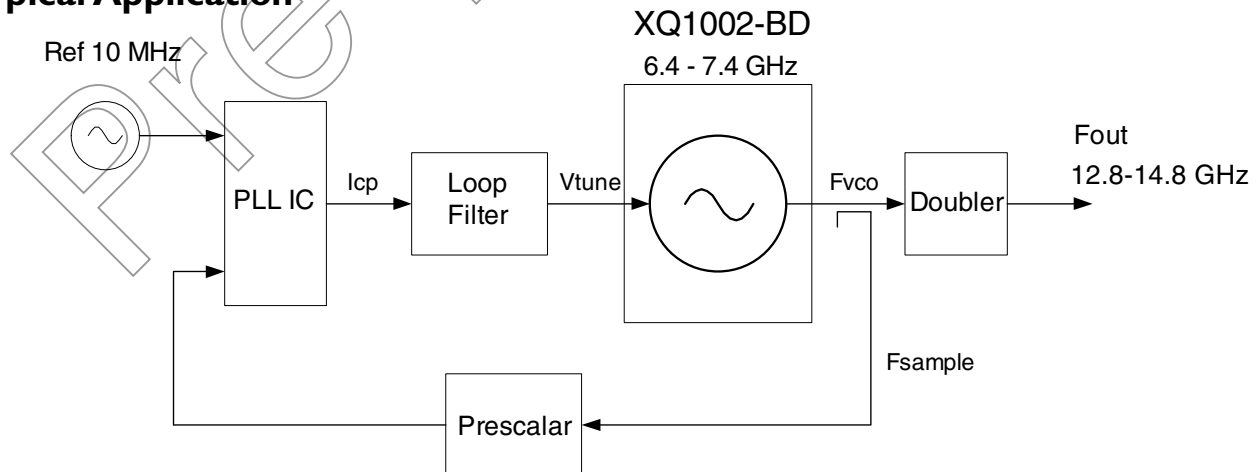 pical Application
XQ1002-BD
6.4 - 7.4 GHz
Ref 10 MHz
Fout
12.8-14.8 GHz
PLL IC
Icp
Loop
Filter
Vtune
Fvco
Doubler
Fsample
Prescalar
Pre